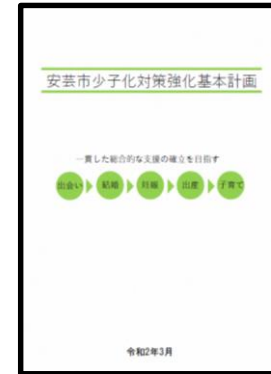 安芸市少子化対策強化基本計画
一貫した総合的な支援の確立を目指す
出会い 結婚 妊娠 出産 子育て
令和2年3月